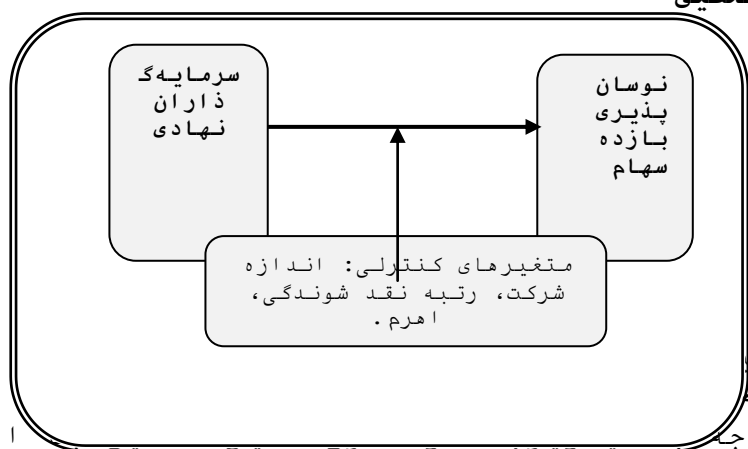 سرمایه‌گ
ذاران
نهادی
نوسان
پذیری
بازده
سهام
متغیرهای کنترلی: اندازه
شرکت، رتبه نقد شوندگی،
اهرم.